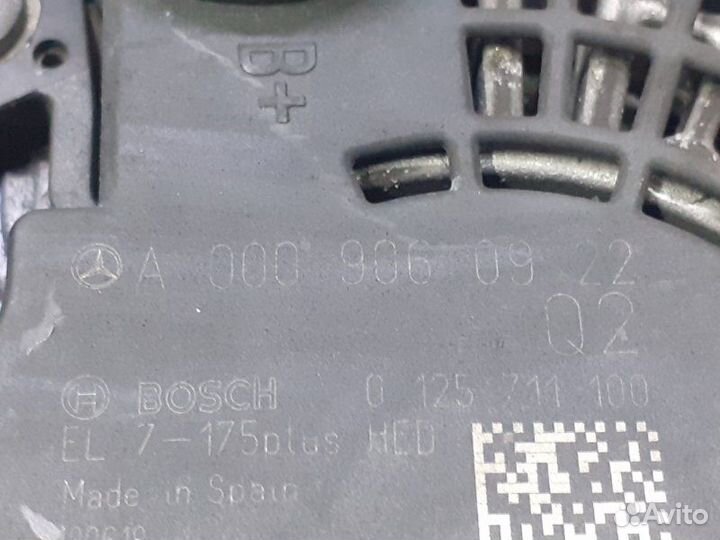 B+
A 000 906 09 22
Q2
BOSCH 0 125 711 100
EL 7-175plus HED
Made in Spain
Avito